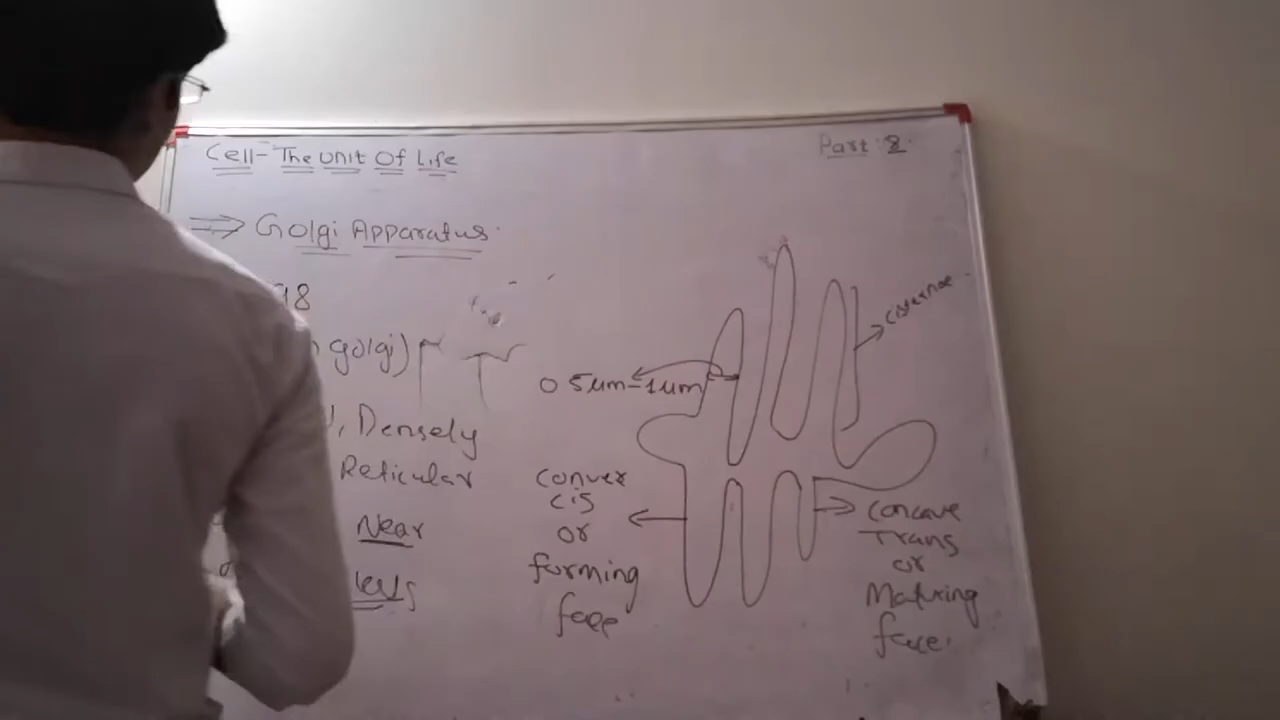 Cell-The Unit Of Life
Part: 8
⇒ Golgi Apparatus.
98
Golgi)
Densely
Reticular
Near
cisternae
0.5um-1um
Convex
cis
or
forming
face
Concave
Trans
or
Maturing
face.